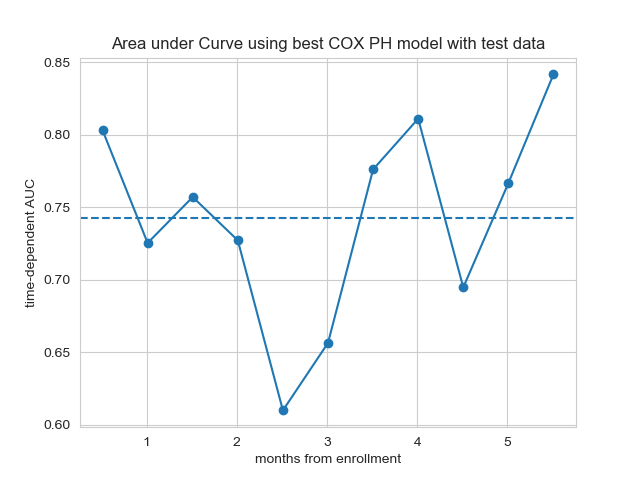 Area under Curve using best COX PH model with test data
time-dependent AUC
0.85
0.80
0.75
0.70
0.65
0.60
1 2 3 4 5
months from enrollment